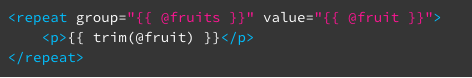 <repeat group="{{ @fruits }}" value="{{ @fruit }}">
    <p>{{ trim(@fruit) }}</p>
</repeat>